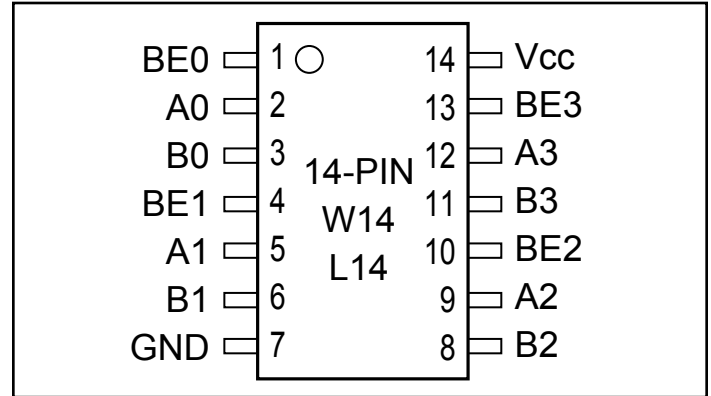 BE0 1 14 Vcc
A0 2 13 BE3
B0 3 12 A3
14-PIN
BE1 4 11 B3
W14
A1 5 10 BE2
L14
B1 6 9 A2
GND 7 8 B2